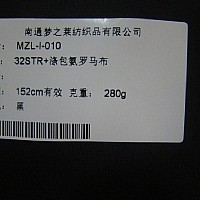 南通梦之莱纺织品有限公司
: MZL-I-010
: 32STR+涤包氨罗马布
:
: 152cm有效 克重: 280g
: 黑